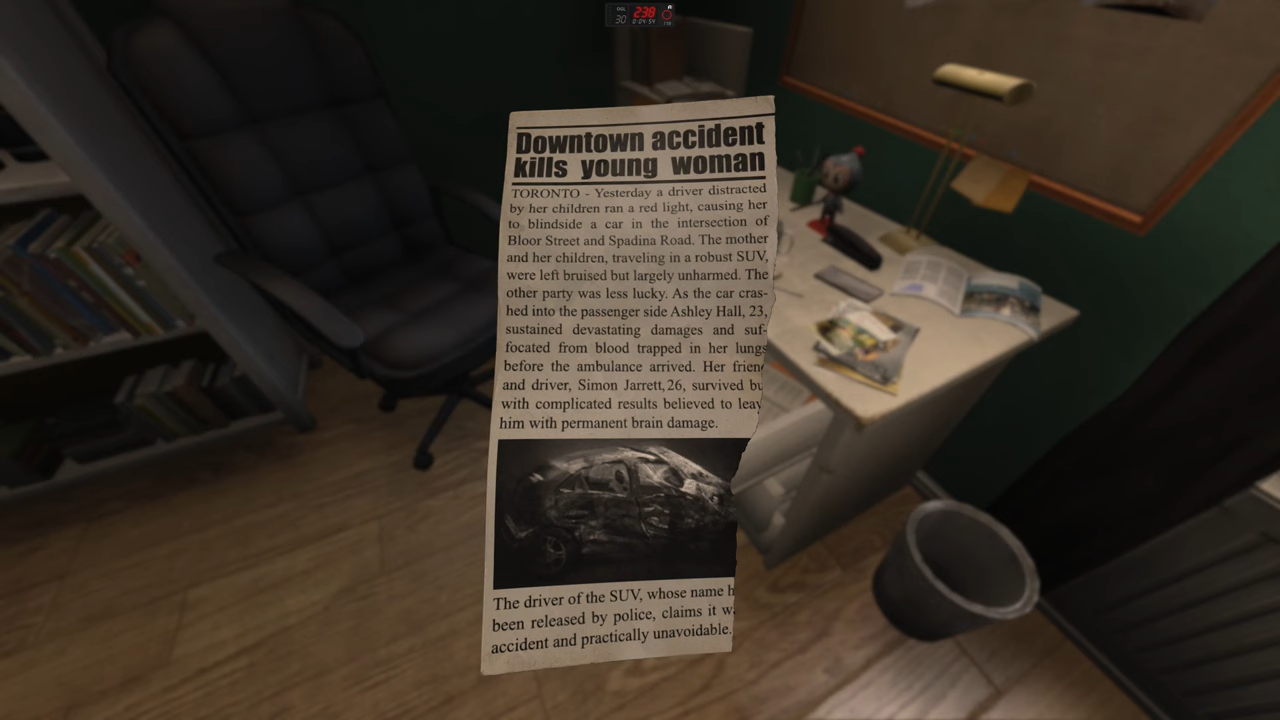 OGL
30
238
0:04:54
Downtown accident
kills young woman
TORONTO - Yesterday a driver distracted
by her children ran a red light, causing her
to blindside a car in the intersection of
Bloor Street and Spadina Road. The mother
and her children, traveling in a robust SUV,
were left bruised but largely unharmed. The
other party was less lucky. As the car cras-
hed into the passenger side Ashley Hall, 23,
sustained devastating damages and suf-
focated from blood trapped in her lungs
before the ambulance arrived. Her frien
and driver, Simon Jarrett, 26, survived bu
with complicated results believed to leav
him with permanent brain damage.
The driver of the SUV, whose name h
been released by police, claims it w
accident and practically unavoidable.